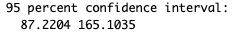 95 percent confidence interval:
87.2204 165.1035